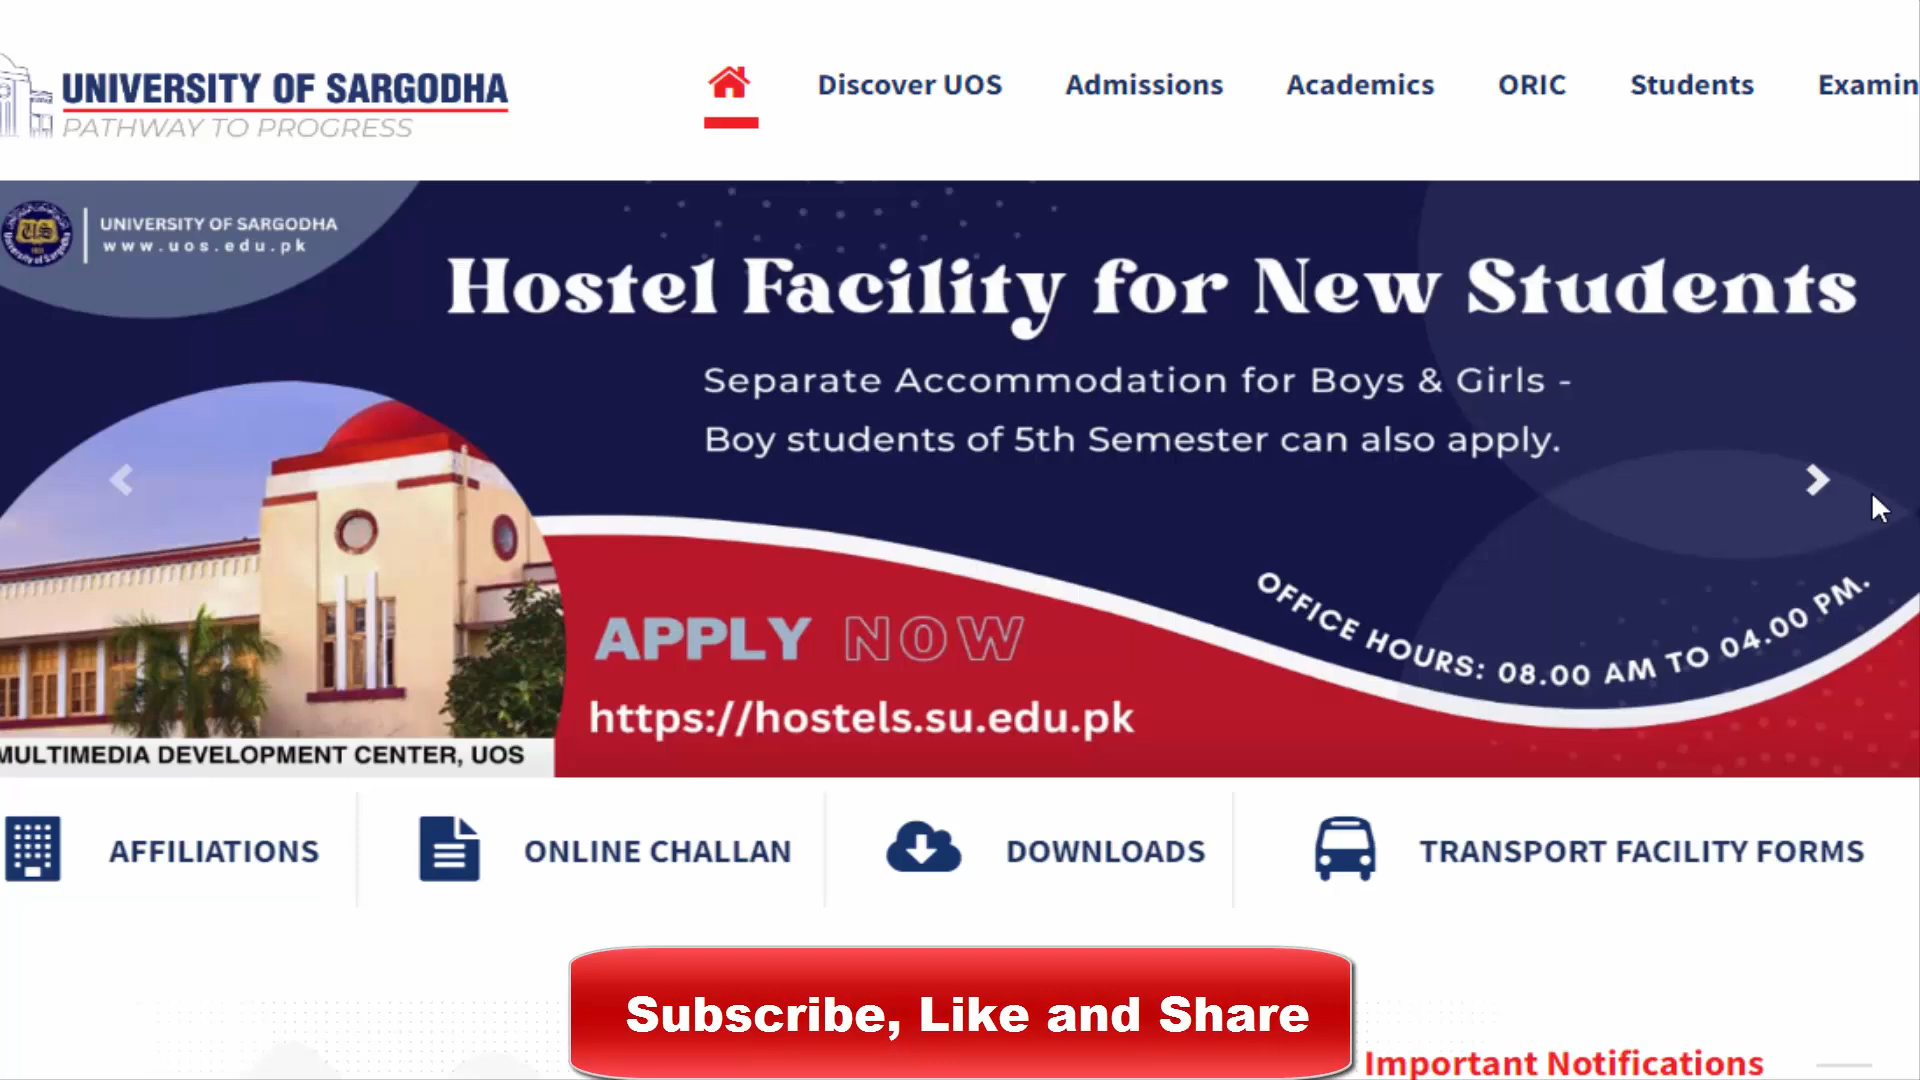 UNIVERSITY OF SARGODHA
PATHWAY TO PROGRESS
Discover UOS
Admissions
Academics
ORIC
Students
Examin
UNIVERSITY OF SARGODHA
www.uos.edu.pk
Hostel Facility for New Students
Separate Accommodation for Boys & Girls -
Boy students of 5th Semester can also apply.
OFFICE HOURS: 08.00 AM TO 04.00 PM.
APPLY NOW
https://hostels.su.edu.pk
MULTIMEDIA DEVELOPMENT CENTER, UOS
AFFILIATIONS
ONLINE CHALLAN
DOWNLOADS
TRANSPORT FACILITY FORMS
Subscribe, Like and Share
Important Notifications